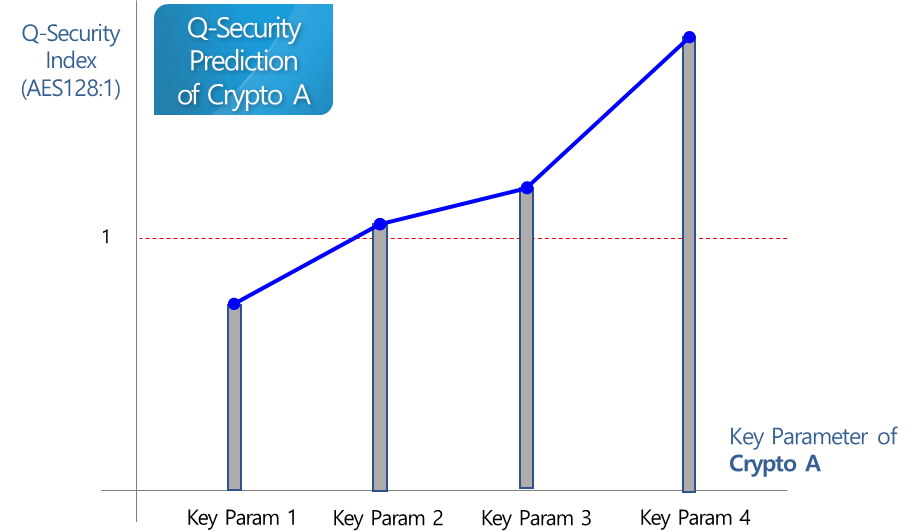 Q-Security
Index
(AES128:1)
Q-Security
Prediction
of Crypto A
1
Key Parameter of
Crypto A
Key Param 1
Key Param 2
Key Param 3
Key Param 4